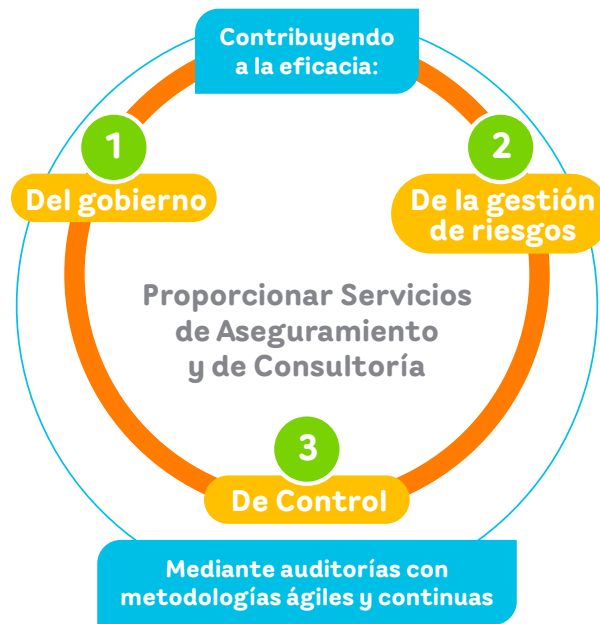 Contribuyendo
a la eficacia:
1
Del gobierno
2
De la gestión
de riesgos
Proporcionar Servicios
de Aseguramiento
y de Consultoría
3
De Control
Mediante auditorías con
metodologías ágiles y continuas